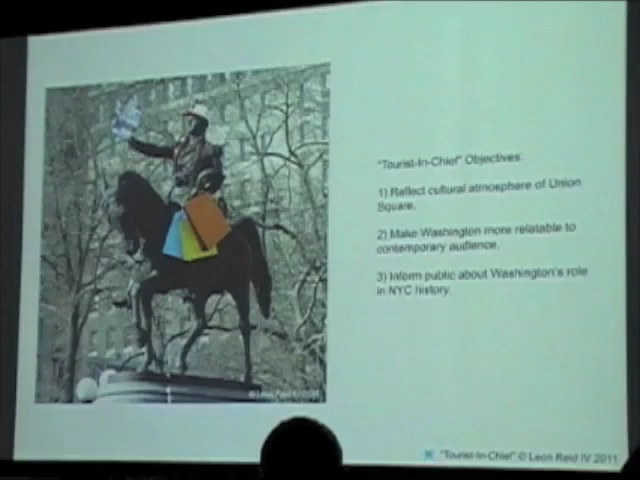 "Tourist-In-Chief" Objectives:
1) Reflect cultural atmosphere of Union
Square.
2) Make Washington more relatable to
contemporary audience.
3) Inform public about Washington's role
in NYC history.
"Tourist-In-Chief" © Leon Reid IV 2011